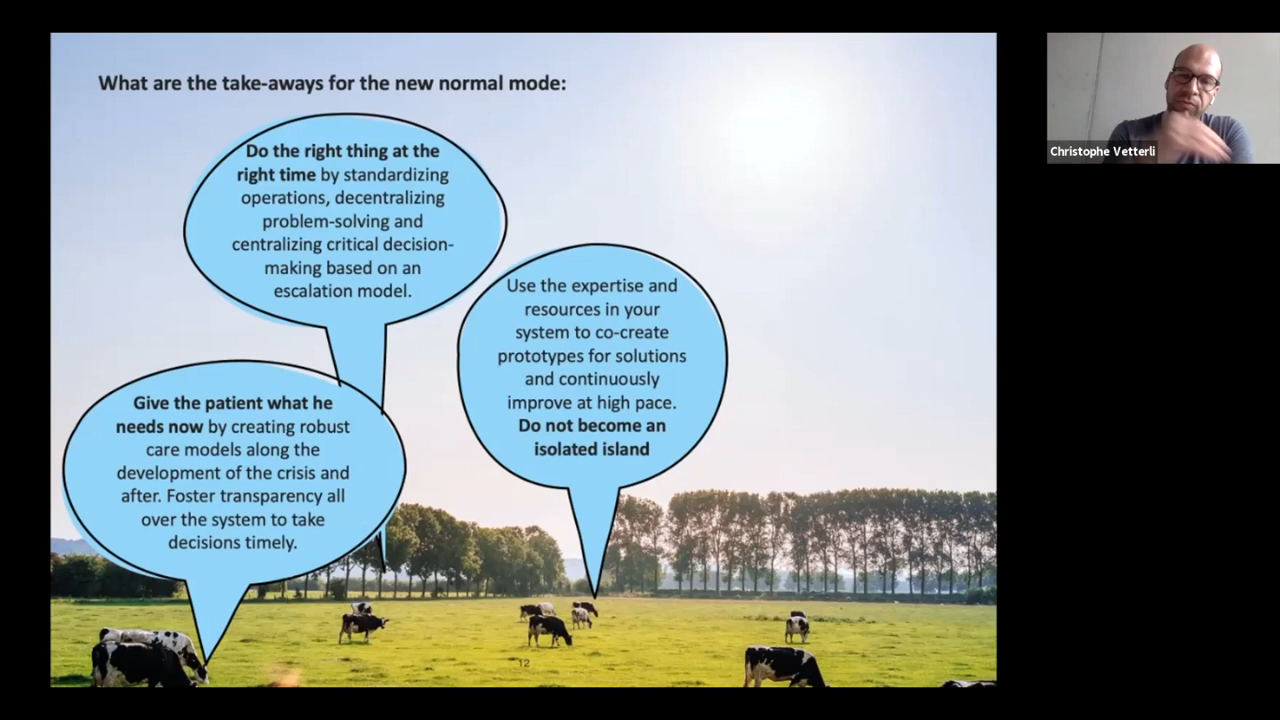 What are the take-aways for the new normal mode:
Do the right thing at the
right time by standardizing
operations, decentralizing
problem-solving and
centralizing critical decision-
making based on an
escalation model.
Use the expertise and
resources in your
system to co-create
prototypes for solutions
and continuously
improve at high pace.
Do not become an
isolated island
Give the patient what he
needs now by creating robust
care models along the
development of the crisis and
after. Foster transparency all
over the system to take
decisions timely.
12
Christophe Vetterli